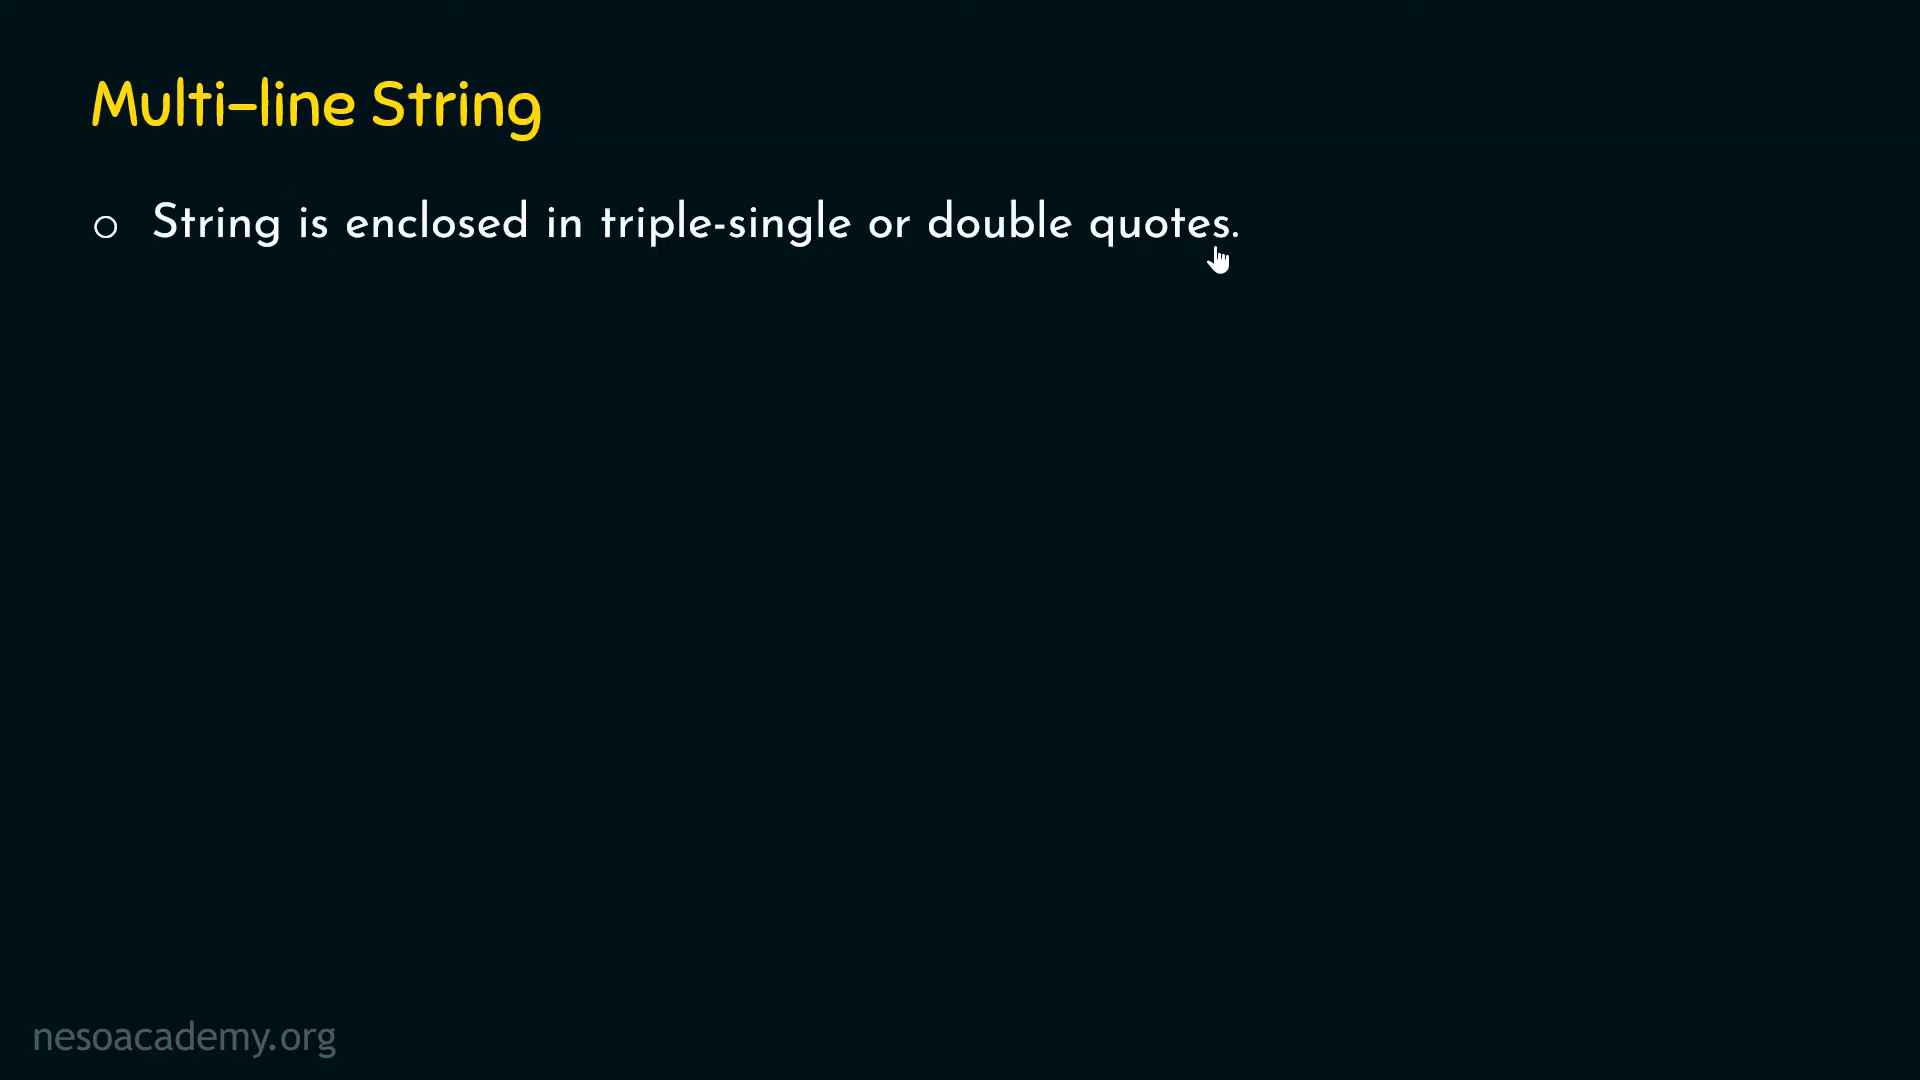 Multi-line String
○ String is enclosed in triple-single or double quotes.
nesoacademy.org